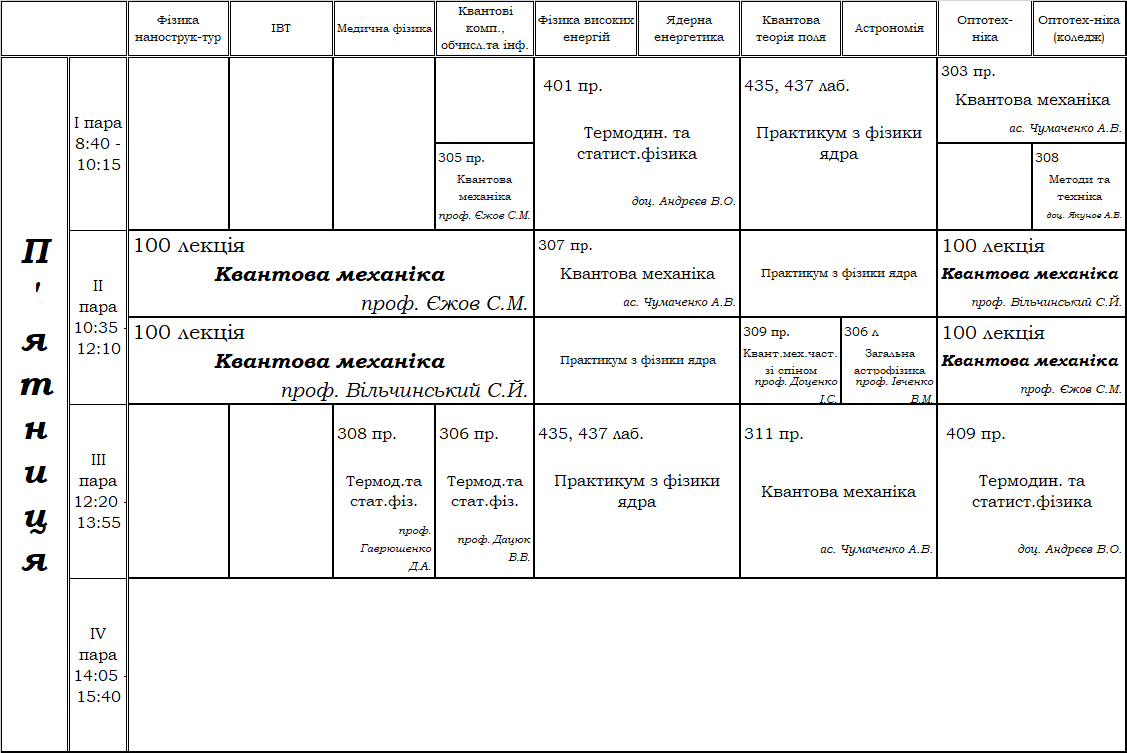 Фізика
нанострук-тур
ІВТ
Медична фізика
Квантові
комп.,
обчисл.та інф.
Фізика високих
енергій
Ядерна
енергетика
Квантова
теорія поля
Астрономія
Оптотех-
ніка
Оптотех-ніка
(коледж)
П'ятниця
І пара
8:40 -
10:15
305 пр.
Квантова
механіка
проф. Єжов С.М.
401 пр.
Термодин. та
статист.фізика
доц. Андрєєв В.О.
435, 437 лаб.
Практикум з фізики
ядра
303 пр.
Квантова механіка
ас. Чумаченко А.В.
308
Методи та
техніка
доц. Якунов А.В.
ІІ
пара
10:35 -
12:10
100 лекція
Квантова механіка
проф. Єжов С.М.
307 пр.
Квантова механіка
ас. Чумаченко А.В.
Практикум з фізики ядра
100 лекція
Квантова механіка
проф. Вільчинський С.Й.
100 лекція
Квантова механіка
проф. Вільчинський С.Й.
Практикум з фізики ядра
309 пр.
Квант.мех.част.
зі спіном
проф. Доценко
І.С.
306 л
Загальна
астрофізика
проф. Івченко
В.М.
100 лекція
Квантова механіка
проф. Єжов С.М.
ІІІ
пара
12:20 -
13:55
308 пр.
Термод.та
стат.фіз.
проф.
Гаврюшенко
Д.А.
306 пр.
Термод.та
стат.фіз.
проф. Дацюк
В.В.
435, 437 лаб.
Практикум з фізики
ядра
311 пр.
Квантова механіка
ас. Чумаченко А.В.
409 пр.
Термодин. та
статист.фізика
доц. Андрєєв В.О.
IV
пара
14:05 -
15:40